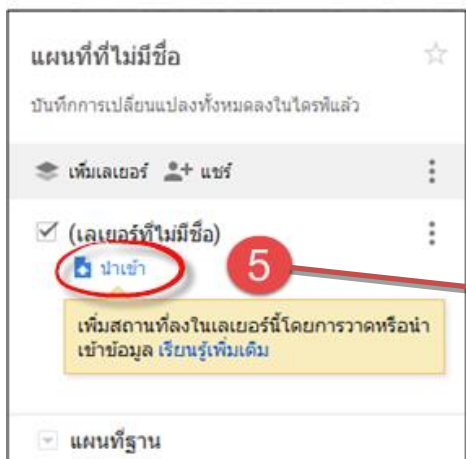 แผนที่ที่ไม่มีชื่อ
บันทึกการเปลี่ยนแปลงทั้งหมดลงในไดรฟ์แล้ว
เพิ่มเลเยอร์ แชร์
(เลเยอร์ที่ไม่มีชื่อ)
นำเข้า
5
เพิ่มสถานที่ลงในเลเยอร์นี้โดยการวาดหรือนำ
เข้าข้อมูล เรียนรู้เพิ่มเติม
แผนที่ฐาน